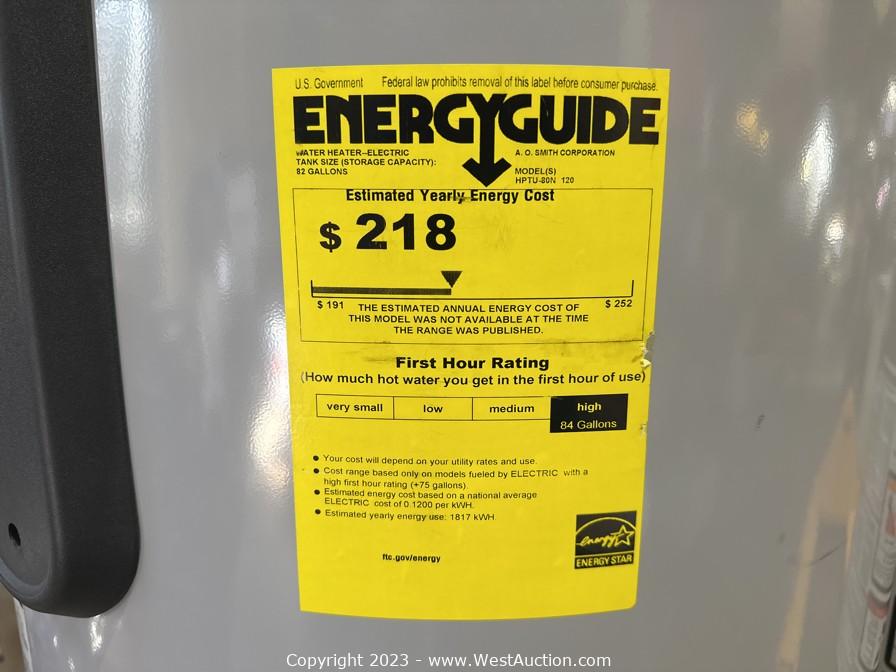 U.S. Government Federal law prohibits removal of this label before consumer purchase.
ENERGYGUIDE
WATER HEATER–ELECTRIC
TANK SIZE (STORAGE CAPACITY):
82 GALLONS
A. O. SMITH CORPORATION
MODEL(S)
HPTU-80N 120
Estimated Yearly Energy Cost
$ 218
$ 191
$ 252
THE ESTIMATED ANNUAL ENERGY COST OF
THIS MODEL WAS NOT AVAILABLE AT THE TIME
THE RANGE WAS PUBLISHED.
First Hour Rating
(How much hot water you get in the first hour of use)
very small low medium high
84 Gallons
• Your cost will depend on your utility rates and use.
• Cost range based only on models fueled by ELECTRIC with a
high first hour rating (+75 gallons).
• Estimated energy cost based on a national average
ELECTRIC cost of 0.1200 per kWH.
• Estimated yearly energy use: 1817 kWH.
ftc.gov/energy
energy
ENERGY STAR
Copyright 2023 - www.WestAuction.com